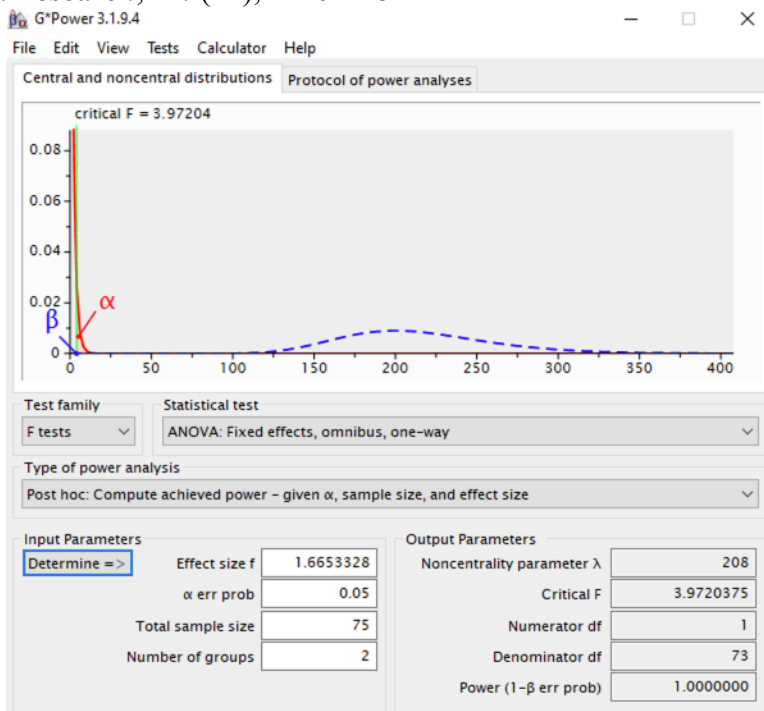 G*Power 3.1.9.4
File Edit View Tests Calculator Help
Central and noncentral distributions Protocol of power analyses
critical F = 3.97204
0.08
0.06
0.04
0.02
α
β
0
0 50 100 150 200 250 300 350 400
Test family Statistical test
F tests ANOVA: Fixed effects, omnibus, one-way
Type of power analysis
Post hoc: Compute achieved power – given α, sample size, and effect size
Input Parameters Output Parameters
Determine => Effect size f 1.6653328 Noncentrality parameter λ 208
α err prob 0.05 Critical F 3.9720375
Total sample size 75 Numerator df 1
Number of groups 2 Denominator df 73
Power (1-β err prob) 1.0000000